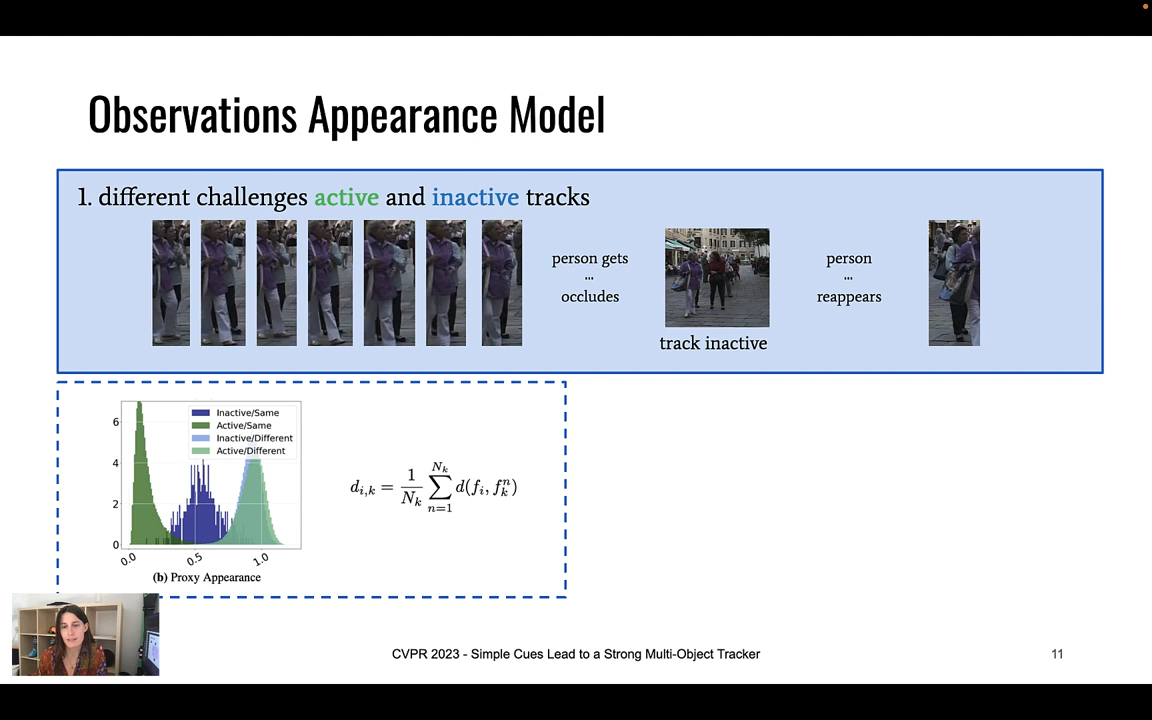 Observations Appearance Model
1. different challenges active and inactive tracks
person gets
...
occludes
track inactive
person
...
reappears
6
4
2
0
0.0
0.5
1.0
Inactive/Same
Active/Same
Inactive/Different
Active/Different
(b) Proxy Appearance
d_{i,k} = \frac{1}{N_k} \sum_{n=1}^{N_k} d(f_i, f_k^n)
CVPR 2023 - Simple Cues Lead to a Strong Multi-Object Tracker
11